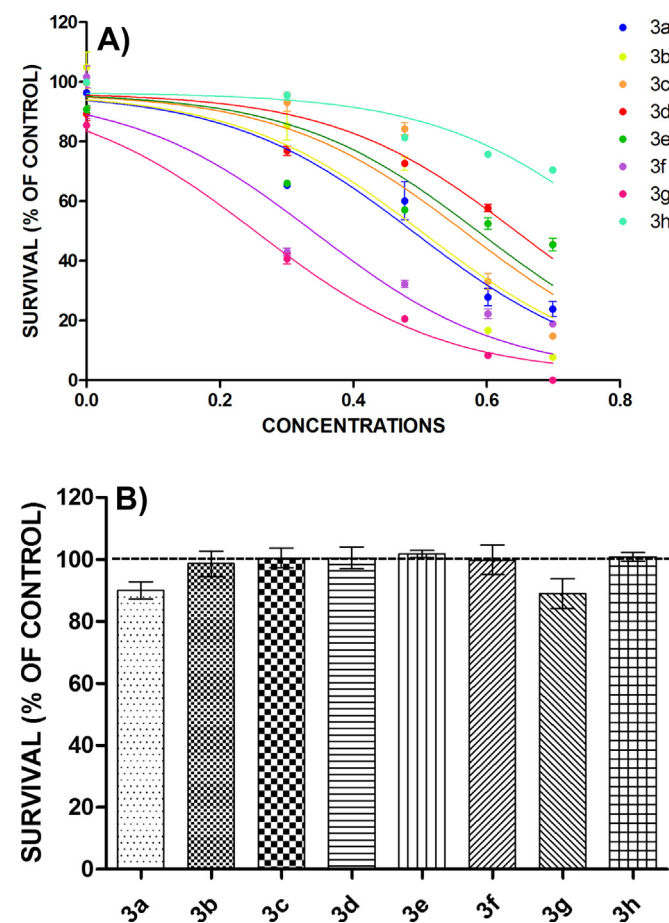 A)
120
100
80
60
40
20
0
SURVIVAL (% OF CONTROL)
0.0 0.2 0.4 0.6 0.8
CONCENTRATIONS
3a
3b
3c
3d
3e
3f
3g
3h
B)
120
100
80
60
40
20
0
SURVIVAL (% OF CONTROL)
3a 3b 3c 3d 3e 3f 3g 3h